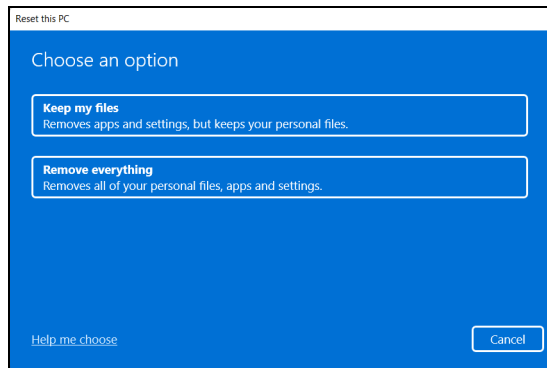 Reset this PC
Choose an option
Keep my files
Removes apps and settings, but keeps your personal files.
Remove everything
Removes all of your personal files, apps and settings.
Help me choose
Cancel